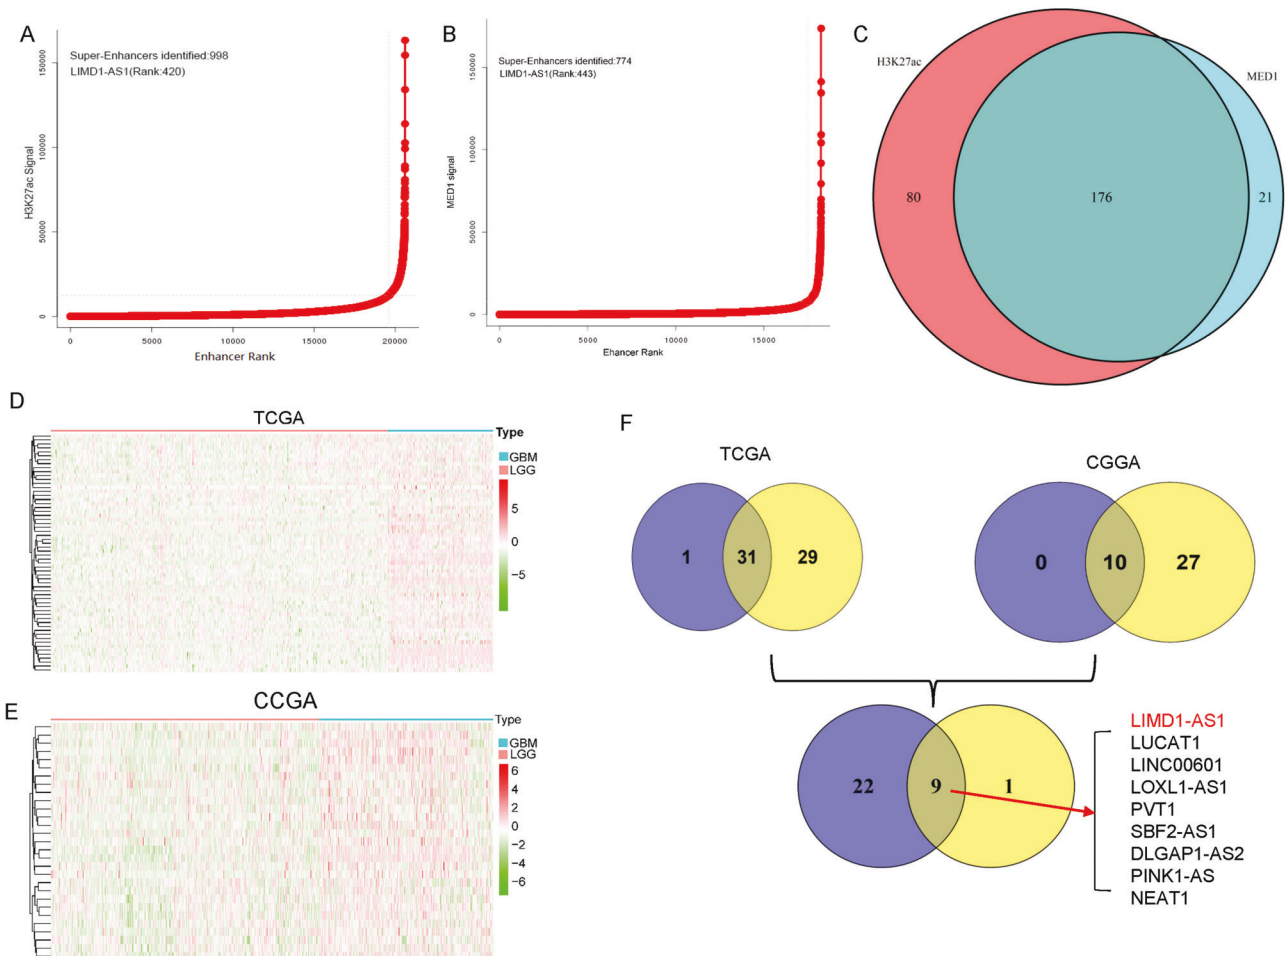 A
Super-Enhancers identified:998
LIMD1-AS1(Rank:420)
H3K27ac Signal
150000
100000
50000
0
0
5000
10000
15000
20000
Enhancer Rank
B
Super-Enhancers identified:774
LIMD1-AS1(Rank:443)
MED1 signal
150000
100000
50000
0
0
5000
10000
15000
Ehancer Rank
C
H3K27ac
MED1
80
176
21
D
TCGA
Type
GBM
LGG
5
0
−5
E
CCGA
Type
GBM
LGG
6
4
2
0
−2
−4
−6
F
TCGA
1
31
29
CGGA
0
10
27
22
9
1
LIMD1-AS1
LUCAT1
LINC00601
LOXL1-AS1
PVT1
SBF2-AS1
DLGAP1-AS2
PINK1-AS
NEAT1